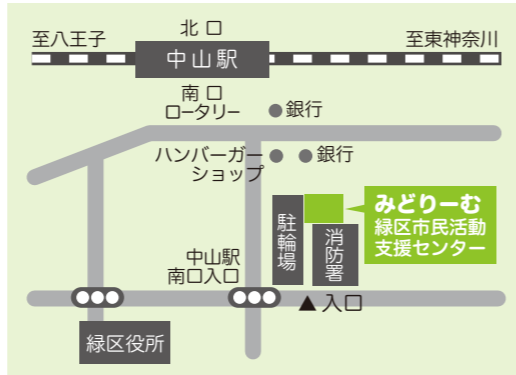 北 口
至八王子
至東神奈川
中山駅
南 口
ロータリー
銀行
ハンバーガー
ショップ
銀行
みどりーむ
緑区市民活動
支援センター
駐輪場
消防署
中山駅
南口入口
▲入口
緑区役所